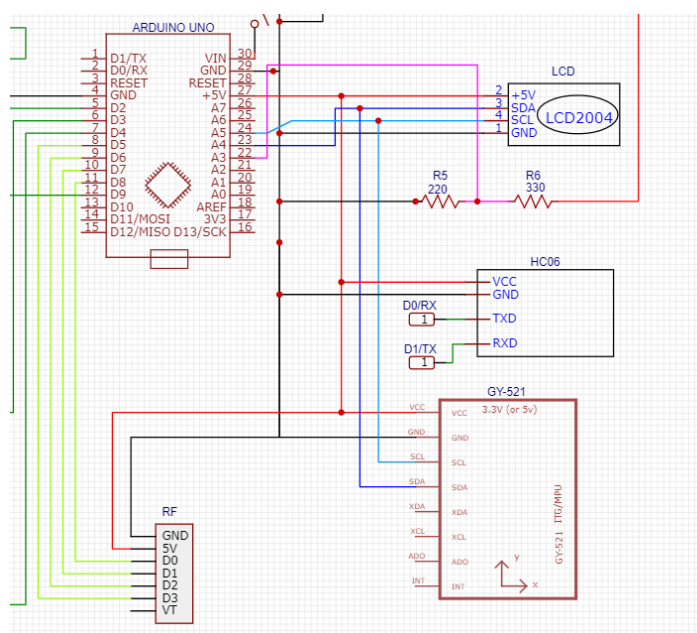 ARDUINO UNO
1 D1/TX VIN 30
2 D0/RX GND 29
3 RESET RESET 28
4 GND +5V 27
5 D2 A7 26
6 D3 A6 25
7 D4 A5 24
8 D5 A4 23
9 D6 A3 22
10 D7 A2 21
11 D8 A1 20
12 D9 A0 19
13 D10 AREF 18
14 D11/MOSI 3V3 17
15 D12/MISO D13/SCK 16
LCD
2 +5V
3 SDA
4 SCL
1 GND
LCD2004
R5
220
R6
330
HC06
VCC
GND
TXD
RXD
D0/RX
1
D1/TX
1
GY-521
VCC VCC 3.3V (or 5v)
GND GND
SCL SCL
SDA SDA
XDA XDA
XCL XCL
ADO ADO
INT INT
GY-521 ITG/MPU
Y
X
RF
GND
5V
D0
D1
D2
D3
VT